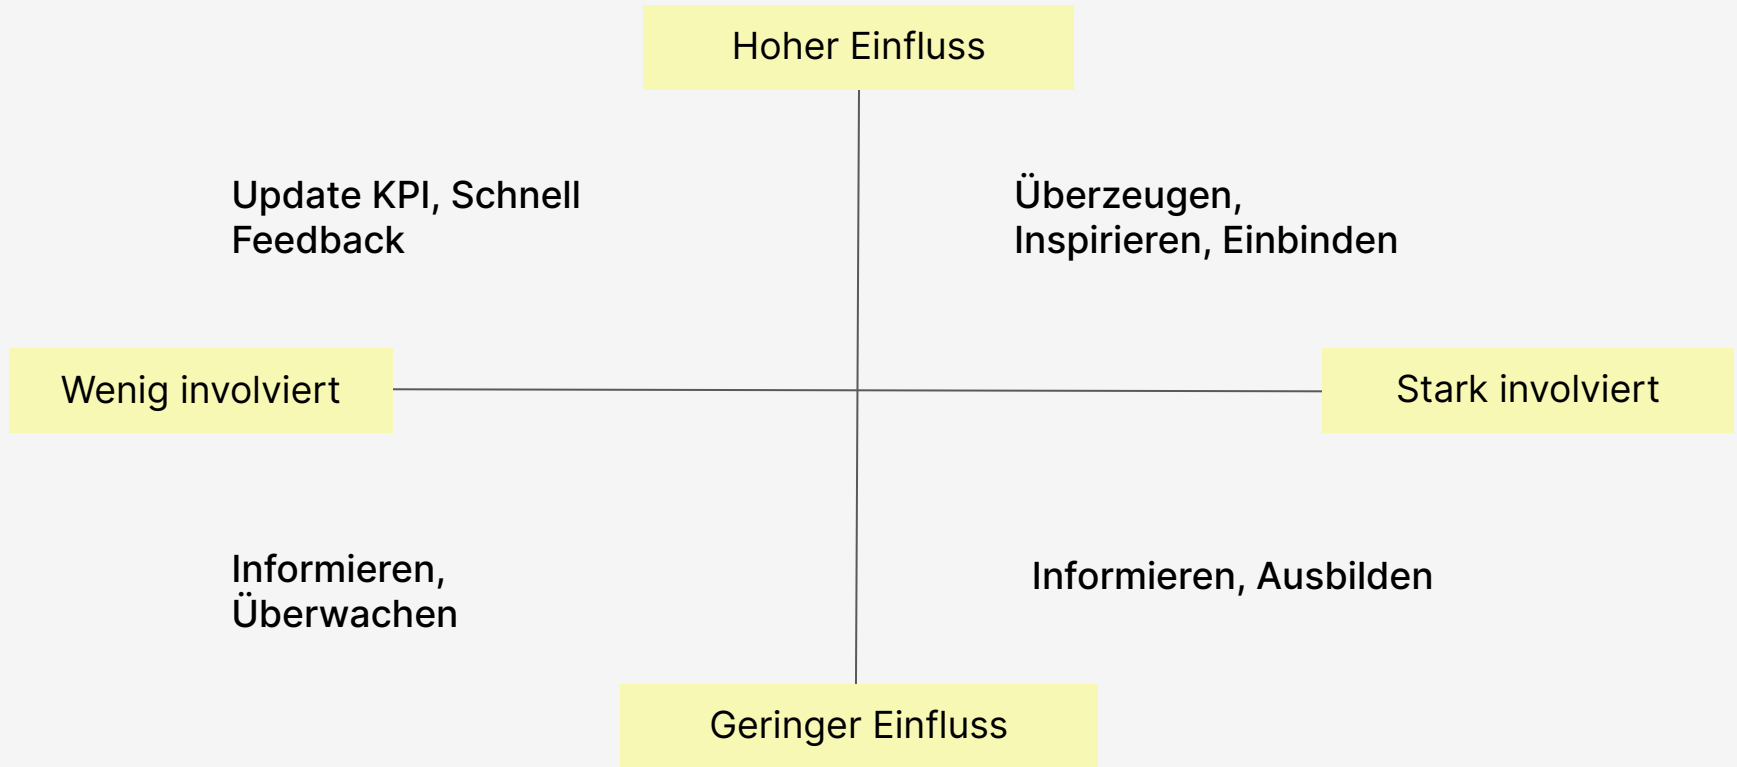 Hoher Einfluss
Update KPI, Schnell
Feedback
Überzeugen,
Inspirieren, Einbinden
Wenig involviert
Stark involviert
Informieren,
Überwachen
Informieren, Ausbilden
Geringer Einfluss